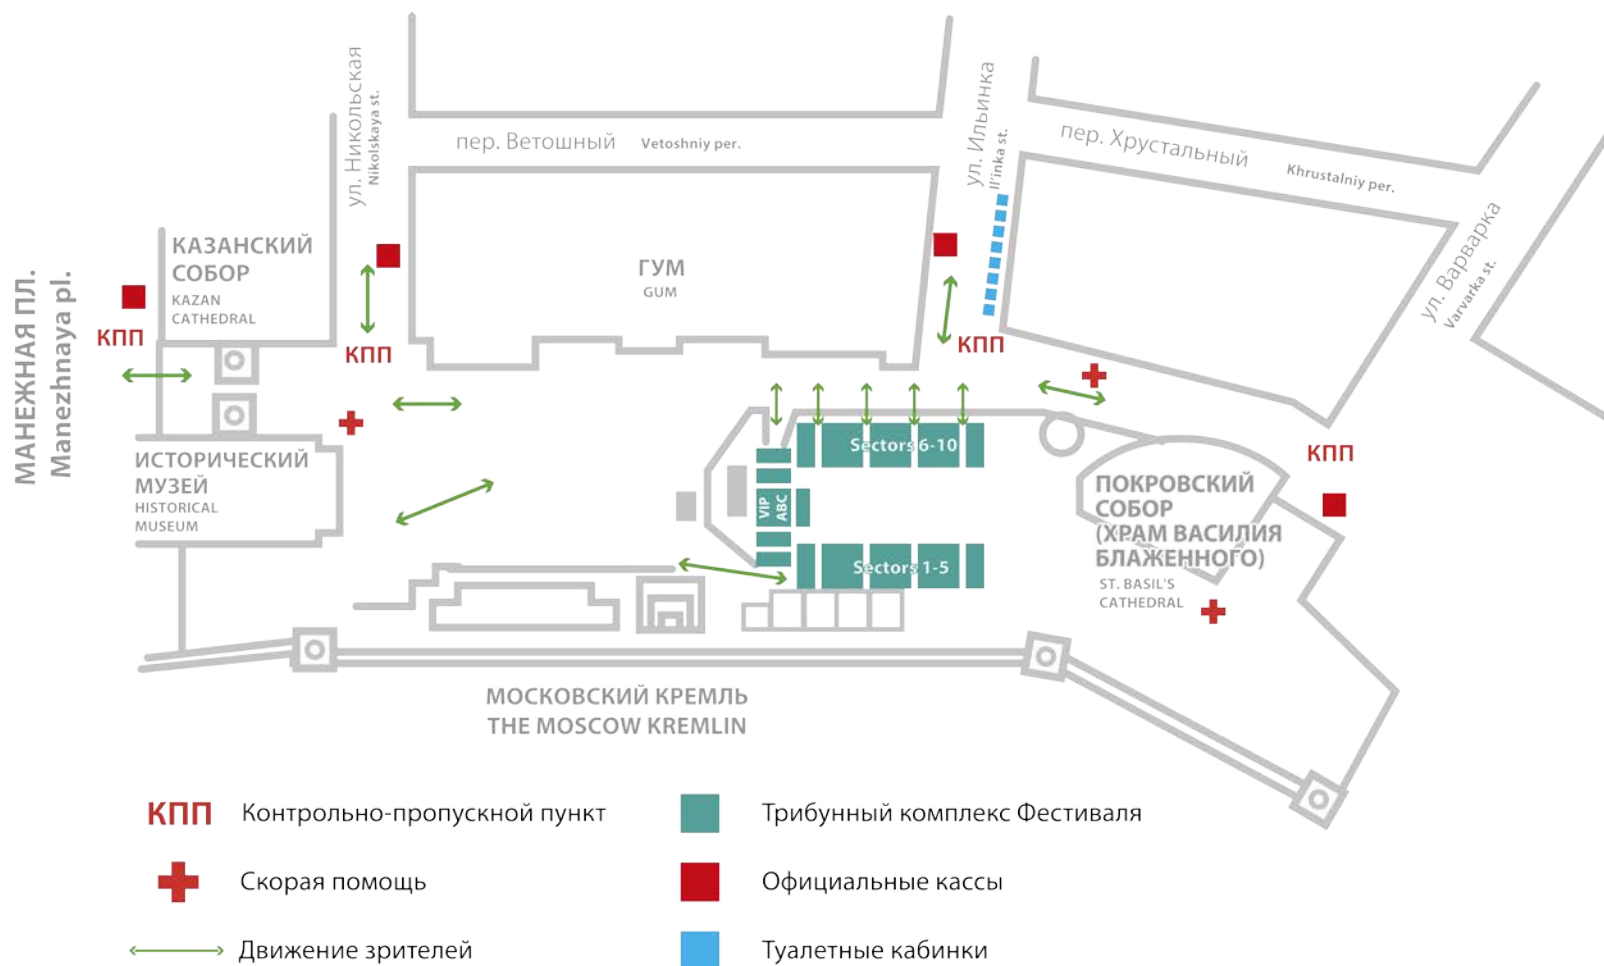 ул. Никольская
Nikolskaya st.
пер. Ветошный
Vetoshniy per.
ул. Ильинка
Il'inka st.
пер. Хрустальный
Khrustalniy per.
ул. Варварка
Varvarka st.
МАНЕЖНАЯ ПЛ.
Manezhnaya pl.
КАЗАНСКИЙ
СОБОР
KAZAN
CATHEDRAL
ГУМ
GUM
КПП
КПП
КПП
КПП
ИСТОРИЧЕСКИЙ
МУЗЕЙ
HISTORICAL
MUSEUM
Sectors 6-10
VIP
ABC
Sectors 1-5
ПОКРОВСКИЙ
СОБОР
(ХРАМ ВАСИЛИЯ
БЛАЖЕННОГО)
ST. BASIL'S
CATHEDRAL
МОСКОВСКИЙ КРЕМЛЬ
THE MOSCOW KREMLIN
КПП Контрольно-пропускной пункт
Скорая помощь
Движение зрителей
Трибунный комплекс Фестиваля
Официальные кассы
Туалетные кабинки